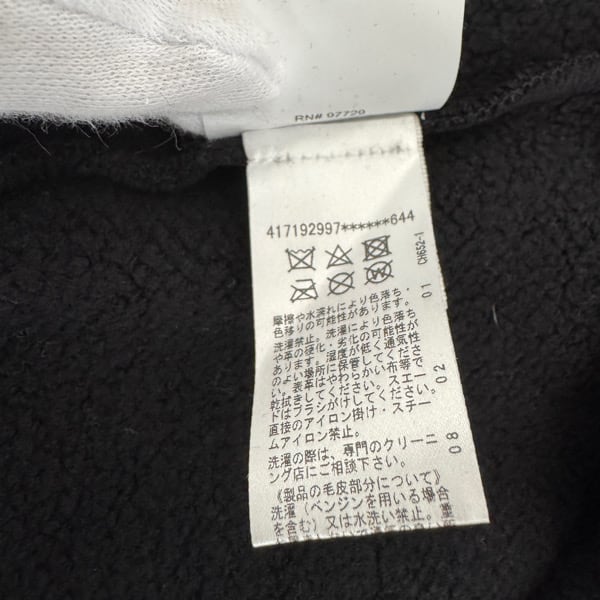 RN# 97720
417192997******644
CH652-1
摩擦や水濡れにより色落ち・
色移りの可能性があります。
洗濯禁止。洗濯により色落ち
や革の硬化・劣化の可能性が
あります。湿度が低く通気性
のよい場所に保管してくださ
い。表革はやわらかい布等で
乾拭きしてください。スエー
ドはブラシがけしてください。
直接のアイロン掛け・スチー
ムアイロン禁止。
洗濯の際は、専門のクリーニ
ング店にご相談下さい。
《製品の毛皮部分について》
洗濯(ベンジンを用いる場合
を含む)又は水洗い禁止。
01
02
08